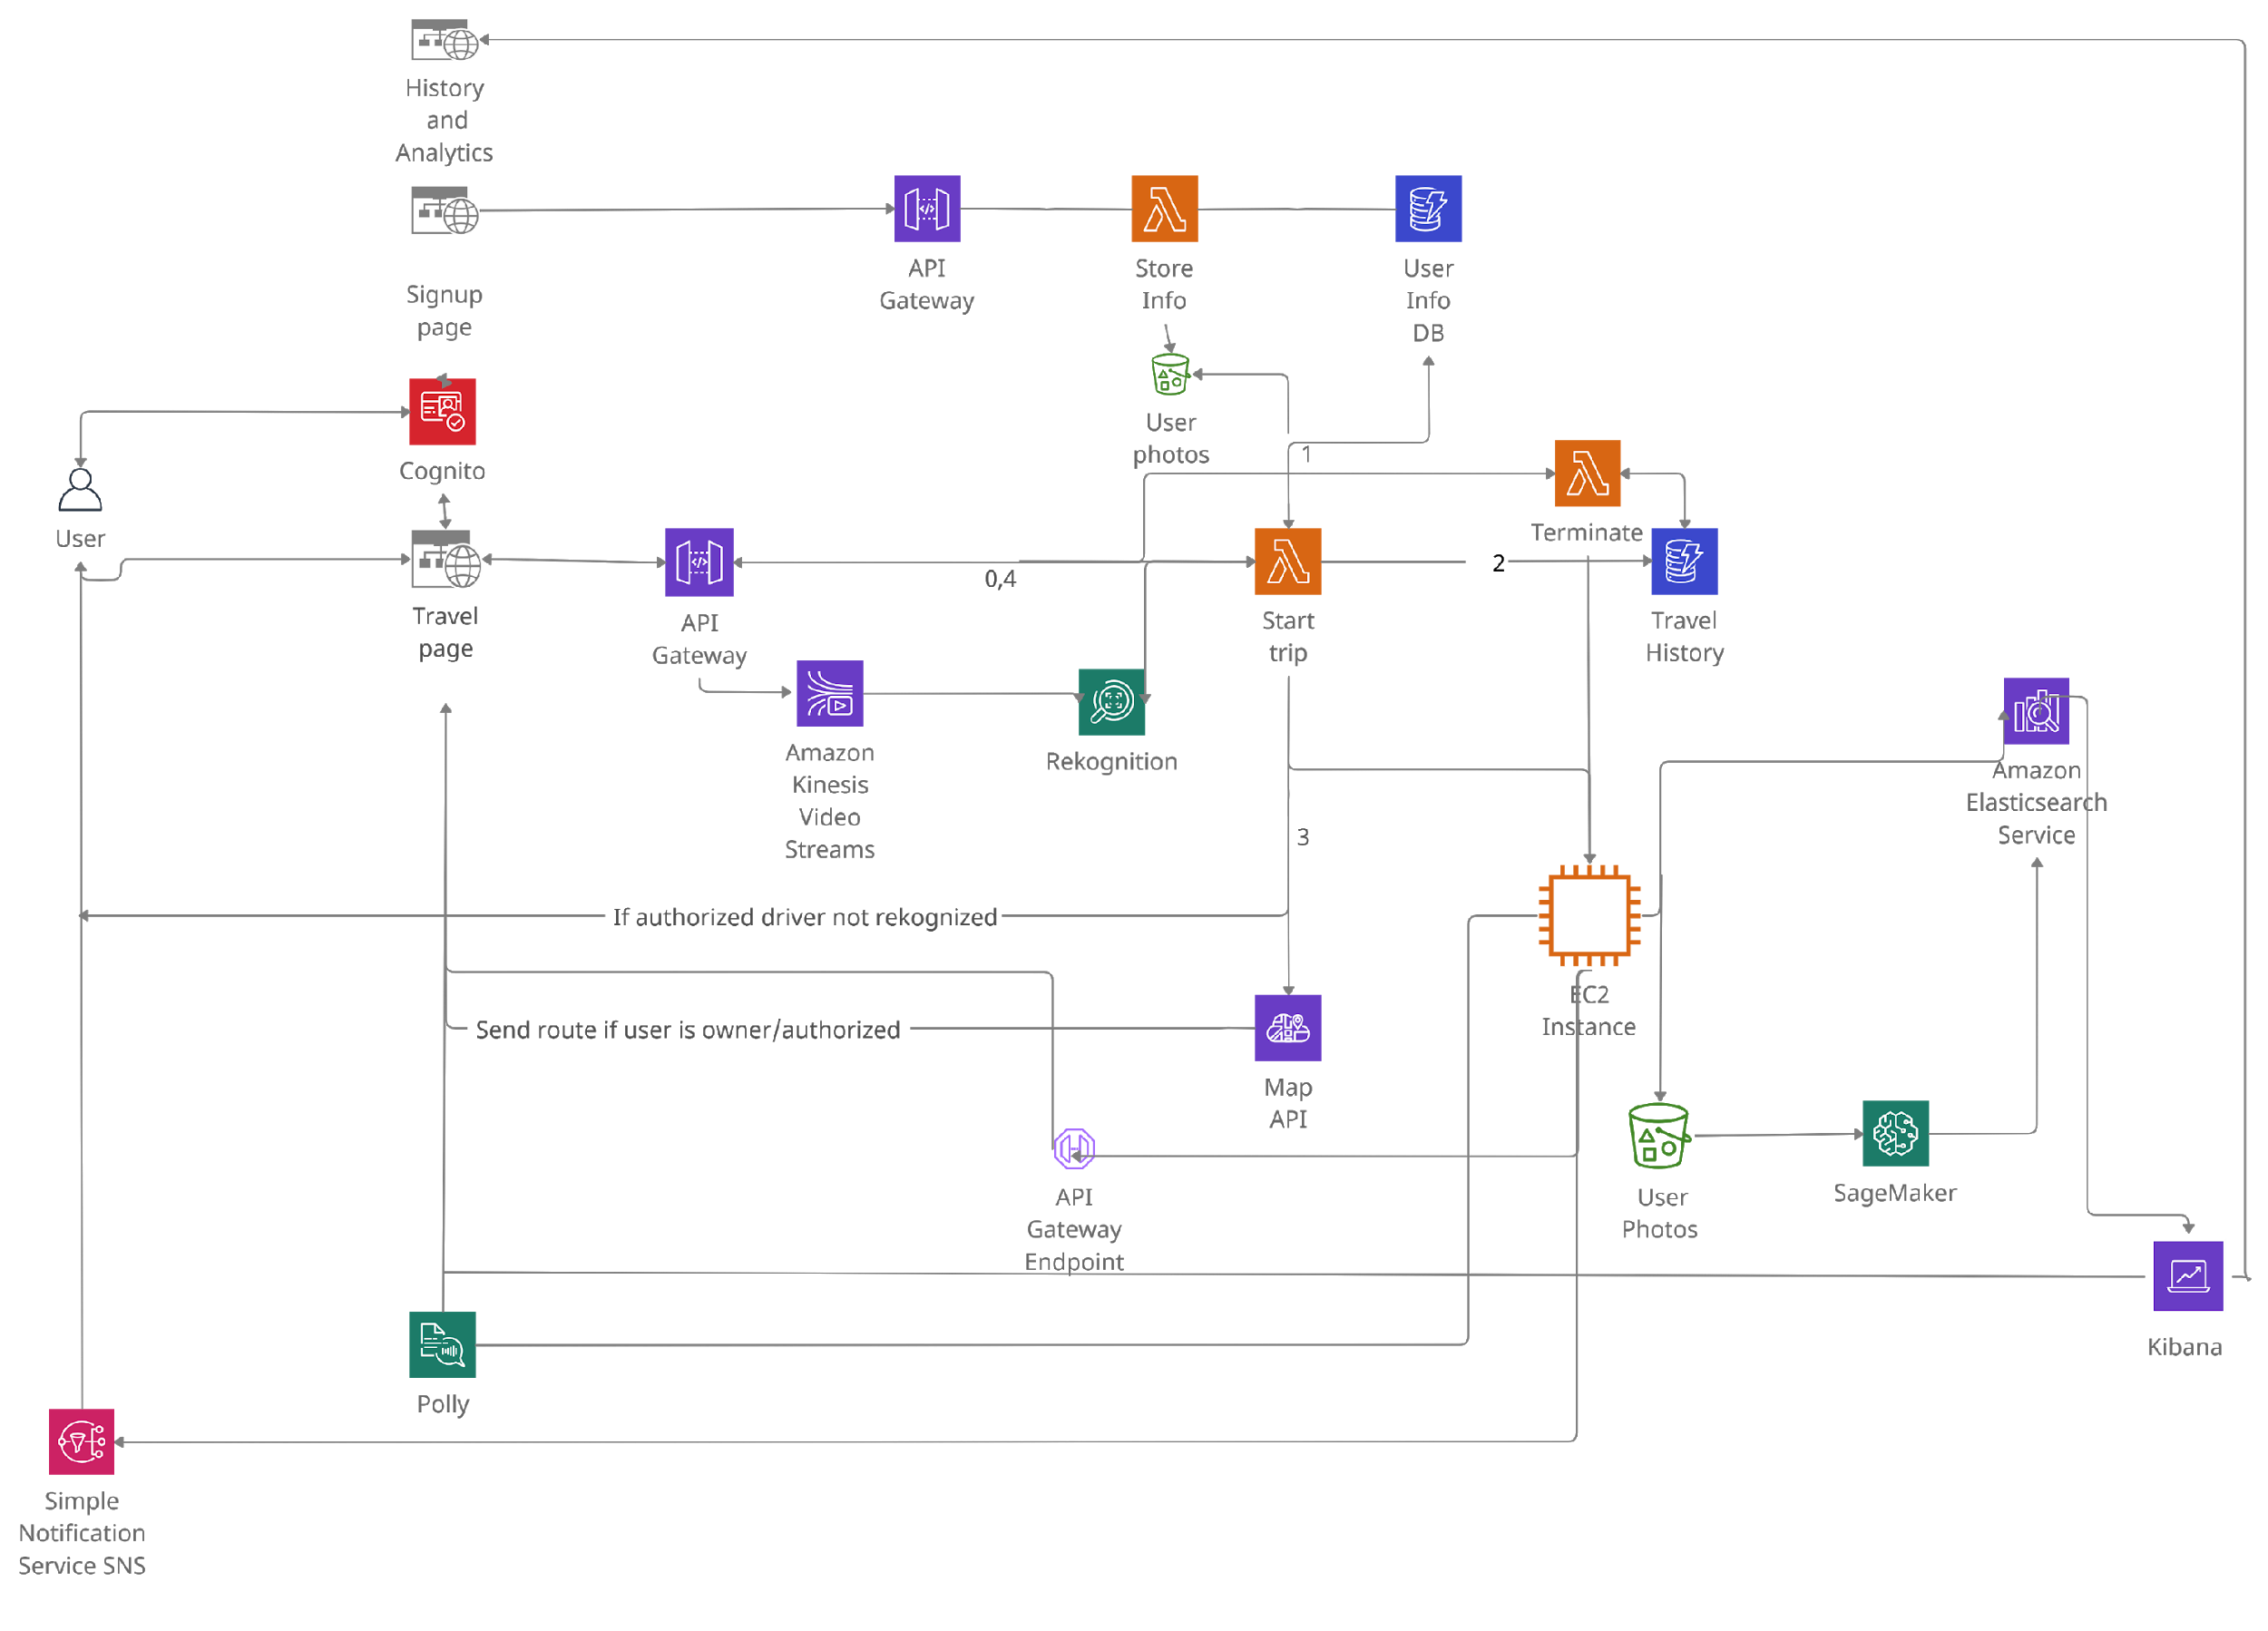 History
and
Analytics
Signup
page
API
Gateway
Store
Info
User
Info
DB
User
photos
1
Cognito
User
Terminate
Travel
page
API
Gateway
0,4
Start
trip
2
Travel
History
Amazon
Kinesis
Video
Streams
Rekognition
Amazon
Elasticsearch
Service
3
If authorized driver not rekognized
EC2
Instance
Send route if user is owner/authorized
Map
API
API
Gateway
Endpoint
User
Photos
SageMaker
Kibana
Polly
Simple
Notification
Service SNS